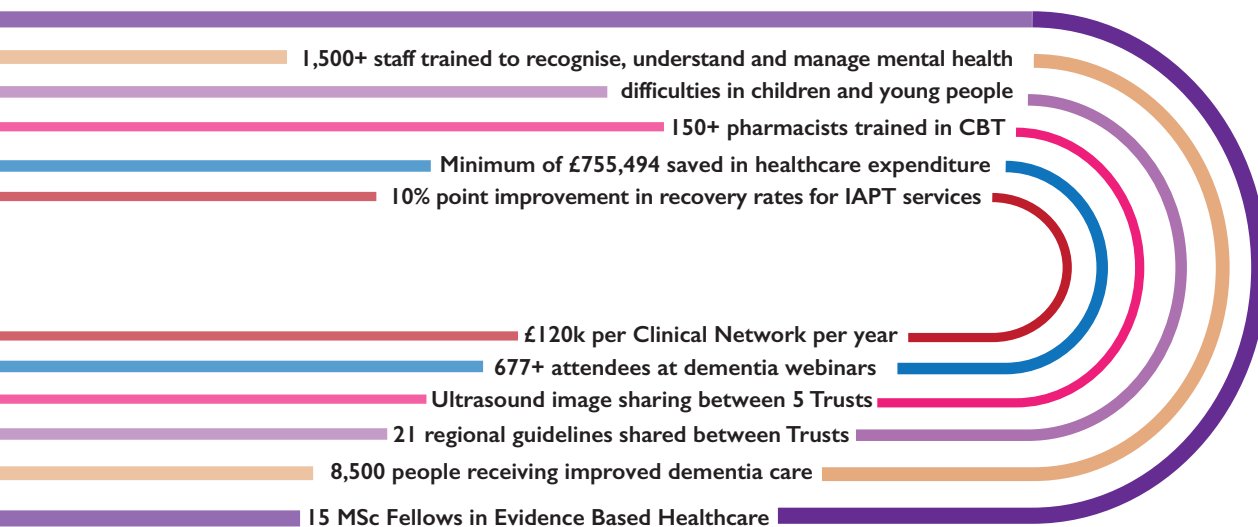 1,500+ staff trained to recognise, understand and manage mental health
difficulties in children and young people
150+ pharmacists trained in CBT
Minimum of £755,494 saved in healthcare expenditure
10% point improvement in recovery rates for IAPT services
£120k per Clinical Network per year
677+ attendees at dementia webinars
Ultrasound image sharing between 5 Trusts
21 regional guidelines shared between Trusts
8,500 people receiving improved dementia care
15 MSc Fellows in Evidence Based Healthcare